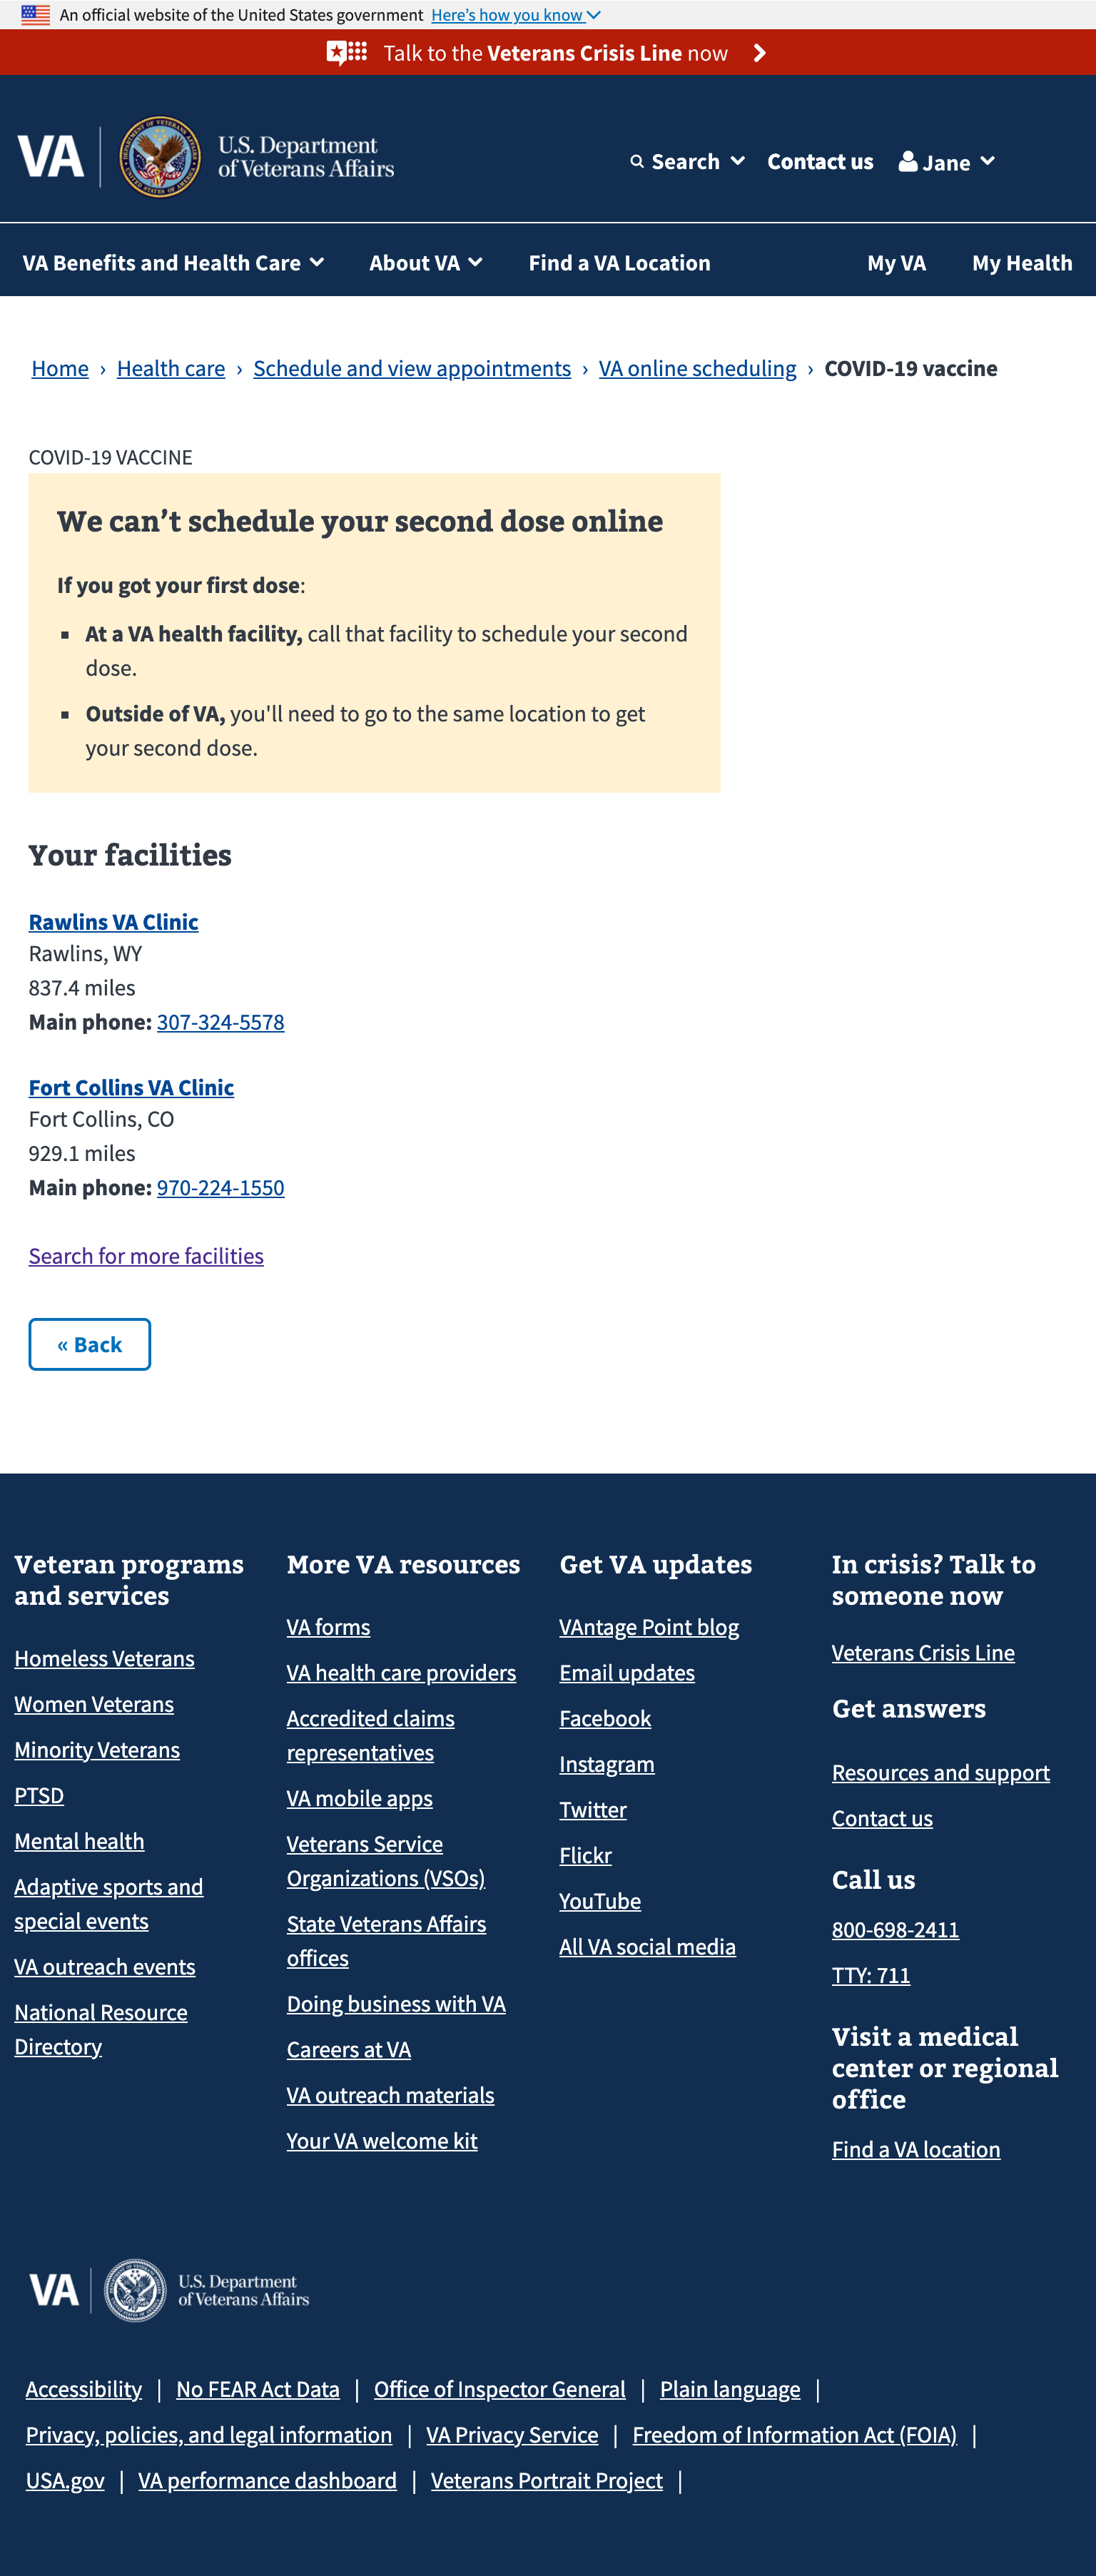 An official website of the United States government Here's how you know
Talk to the Veterans Crisis Line now
VA
U.S. Department
of Veterans Affairs
Search
Contact us
Jane
VA Benefits and Health Care
About VA
Find a VA Location
My VA
My Health
Home › Health care › Schedule and view appointments › VA online scheduling › COVID-19 vaccine
COVID-19 VACCINE
We can't schedule your second dose online
If you got your first dose:
▪ At a VA health facility, call that facility to schedule your second
dose.
▪ Outside of VA, you'll need to go to the same location to get
your second dose.
Your facilities
Rawlins VA Clinic
Rawlins, WY
837.4 miles
Main phone: 307-324-5578
Fort Collins VA Clinic
Fort Collins, CO
929.1 miles
Main phone: 970-224-1550
Search for more facilities
« Back
Veteran programs
and services
Homeless Veterans
Women Veterans
Minority Veterans
PTSD
Mental health
Adaptive sports and
special events
VA outreach events
National Resource
Directory
More VA resources
VA forms
VA health care providers
Accredited claims
representatives
VA mobile apps
Veterans Service
Organizations (VSOs)
State Veterans Affairs
offices
Doing business with VA
Careers at VA
VA outreach materials
Your VA welcome kit
Get VA updates
VAntage Point blog
Email updates
Facebook
Instagram
Twitter
Flickr
YouTube
All VA social media
In crisis? Talk to
someone now
Veterans Crisis Line
Get answers
Resources and support
Contact us
Call us
800-698-2411
TTY: 711
Visit a medical
center or regional
office
Find a VA location
VA
U.S. Department
of Veterans Affairs
Accessibility | No FEAR Act Data | Office of Inspector General | Plain language |
Privacy, policies, and legal information | VA Privacy Service | Freedom of Information Act (FOIA) |
USA.gov | VA performance dashboard | Veterans Portrait Project |